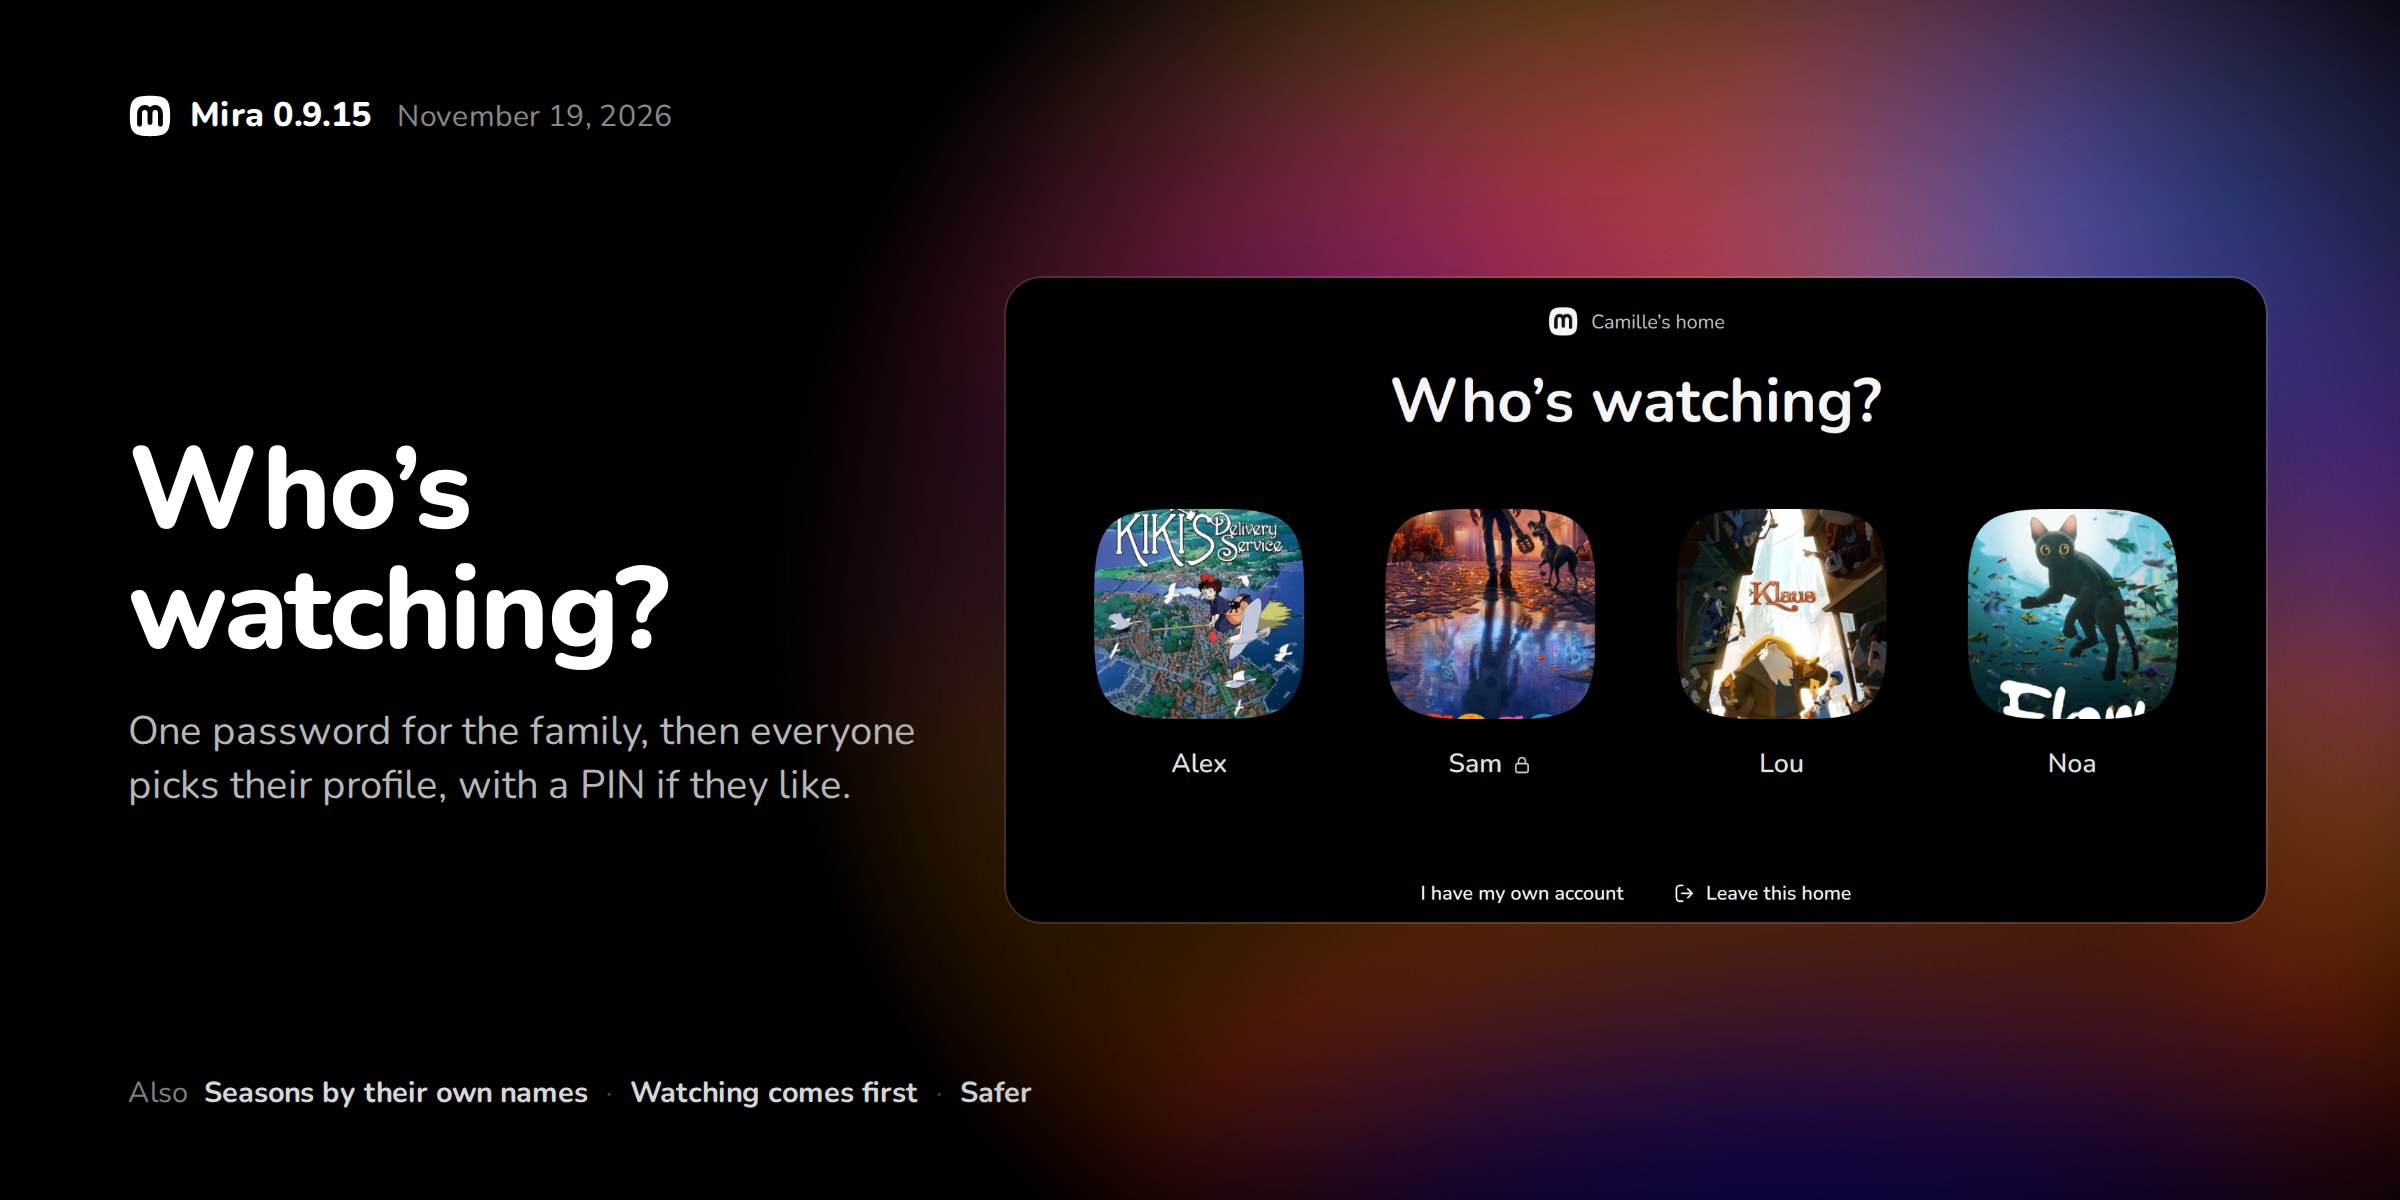 Mira 0.9.15 November 19, 2026
Who's
watching?
One password for the family, then everyone
picks their profile, with a PIN if they like.
Also Seasons by their own names · Watching comes first · Safer
Camille's home
Who's watching?
KIKI'S Delivery
Service
Klaus
Flow
Alex
Sam
Lou
Noa
I have my own account
Leave this home